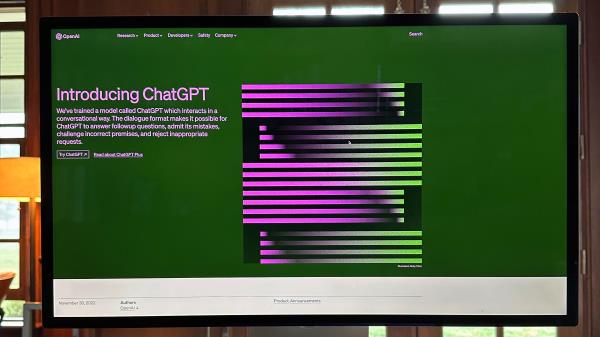 OpenAI
Research Product Developers Safety Company Search
Introducing ChatGPT
We've trained a model called ChatGPT which interacts in a
conversational way. The dialogue format makes it possible for
ChatGPT to answer followup questions, admit its mistakes,
challenge incorrect premises, and reject inappropriate
requests.
Try ChatGPT ↗ Read about ChatGPT Plus
November 30, 2022
Authors
OpenAI ↓
Product Announcements